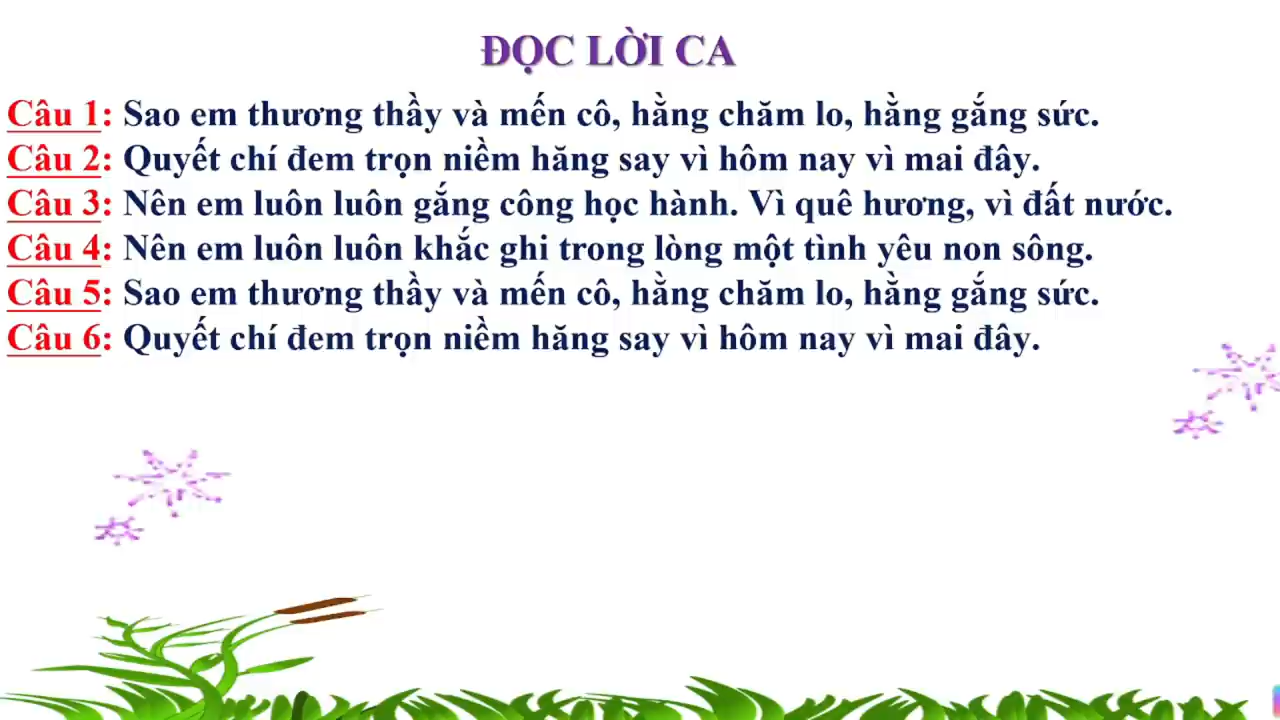 ĐỌC LỜI CA
Câu 1: Sao em thương thầy và mến cô, hằng chăm lo, hằng gắng sức.
Câu 2: Quyết chí đem trọn niềm hăng say vì hôm nay vì mai đây.
Câu 3: Nên em luôn luôn gắng công học hành. Vì quê hương, vì đất nước.
Câu 4: Nên em luôn luôn khắc ghi trong lòng một tình yêu non sông.
Câu 5: Sao em thương thầy và mến cô, hằng chăm lo, hằng gắng sức.
Câu 6: Quyết chí đem trọn niềm hăng say vì hôm nay vì mai đây.